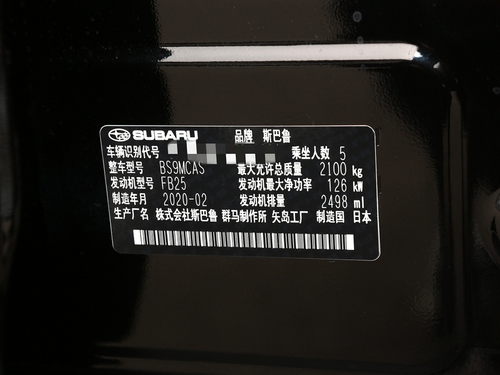 SUBARU 品牌 斯巴鲁
车辆识别代号 乘坐人数 5
整车型号 BS9MCAS 最大允许总质量 2100 kg
发动机型号 FB25 发动机最大净功率 126 kW
制造年月 2020-02 发动机排量 2498 ml
生产厂名 株式会社斯巴鲁 群马制作所 矢岛工厂 制造国 日本